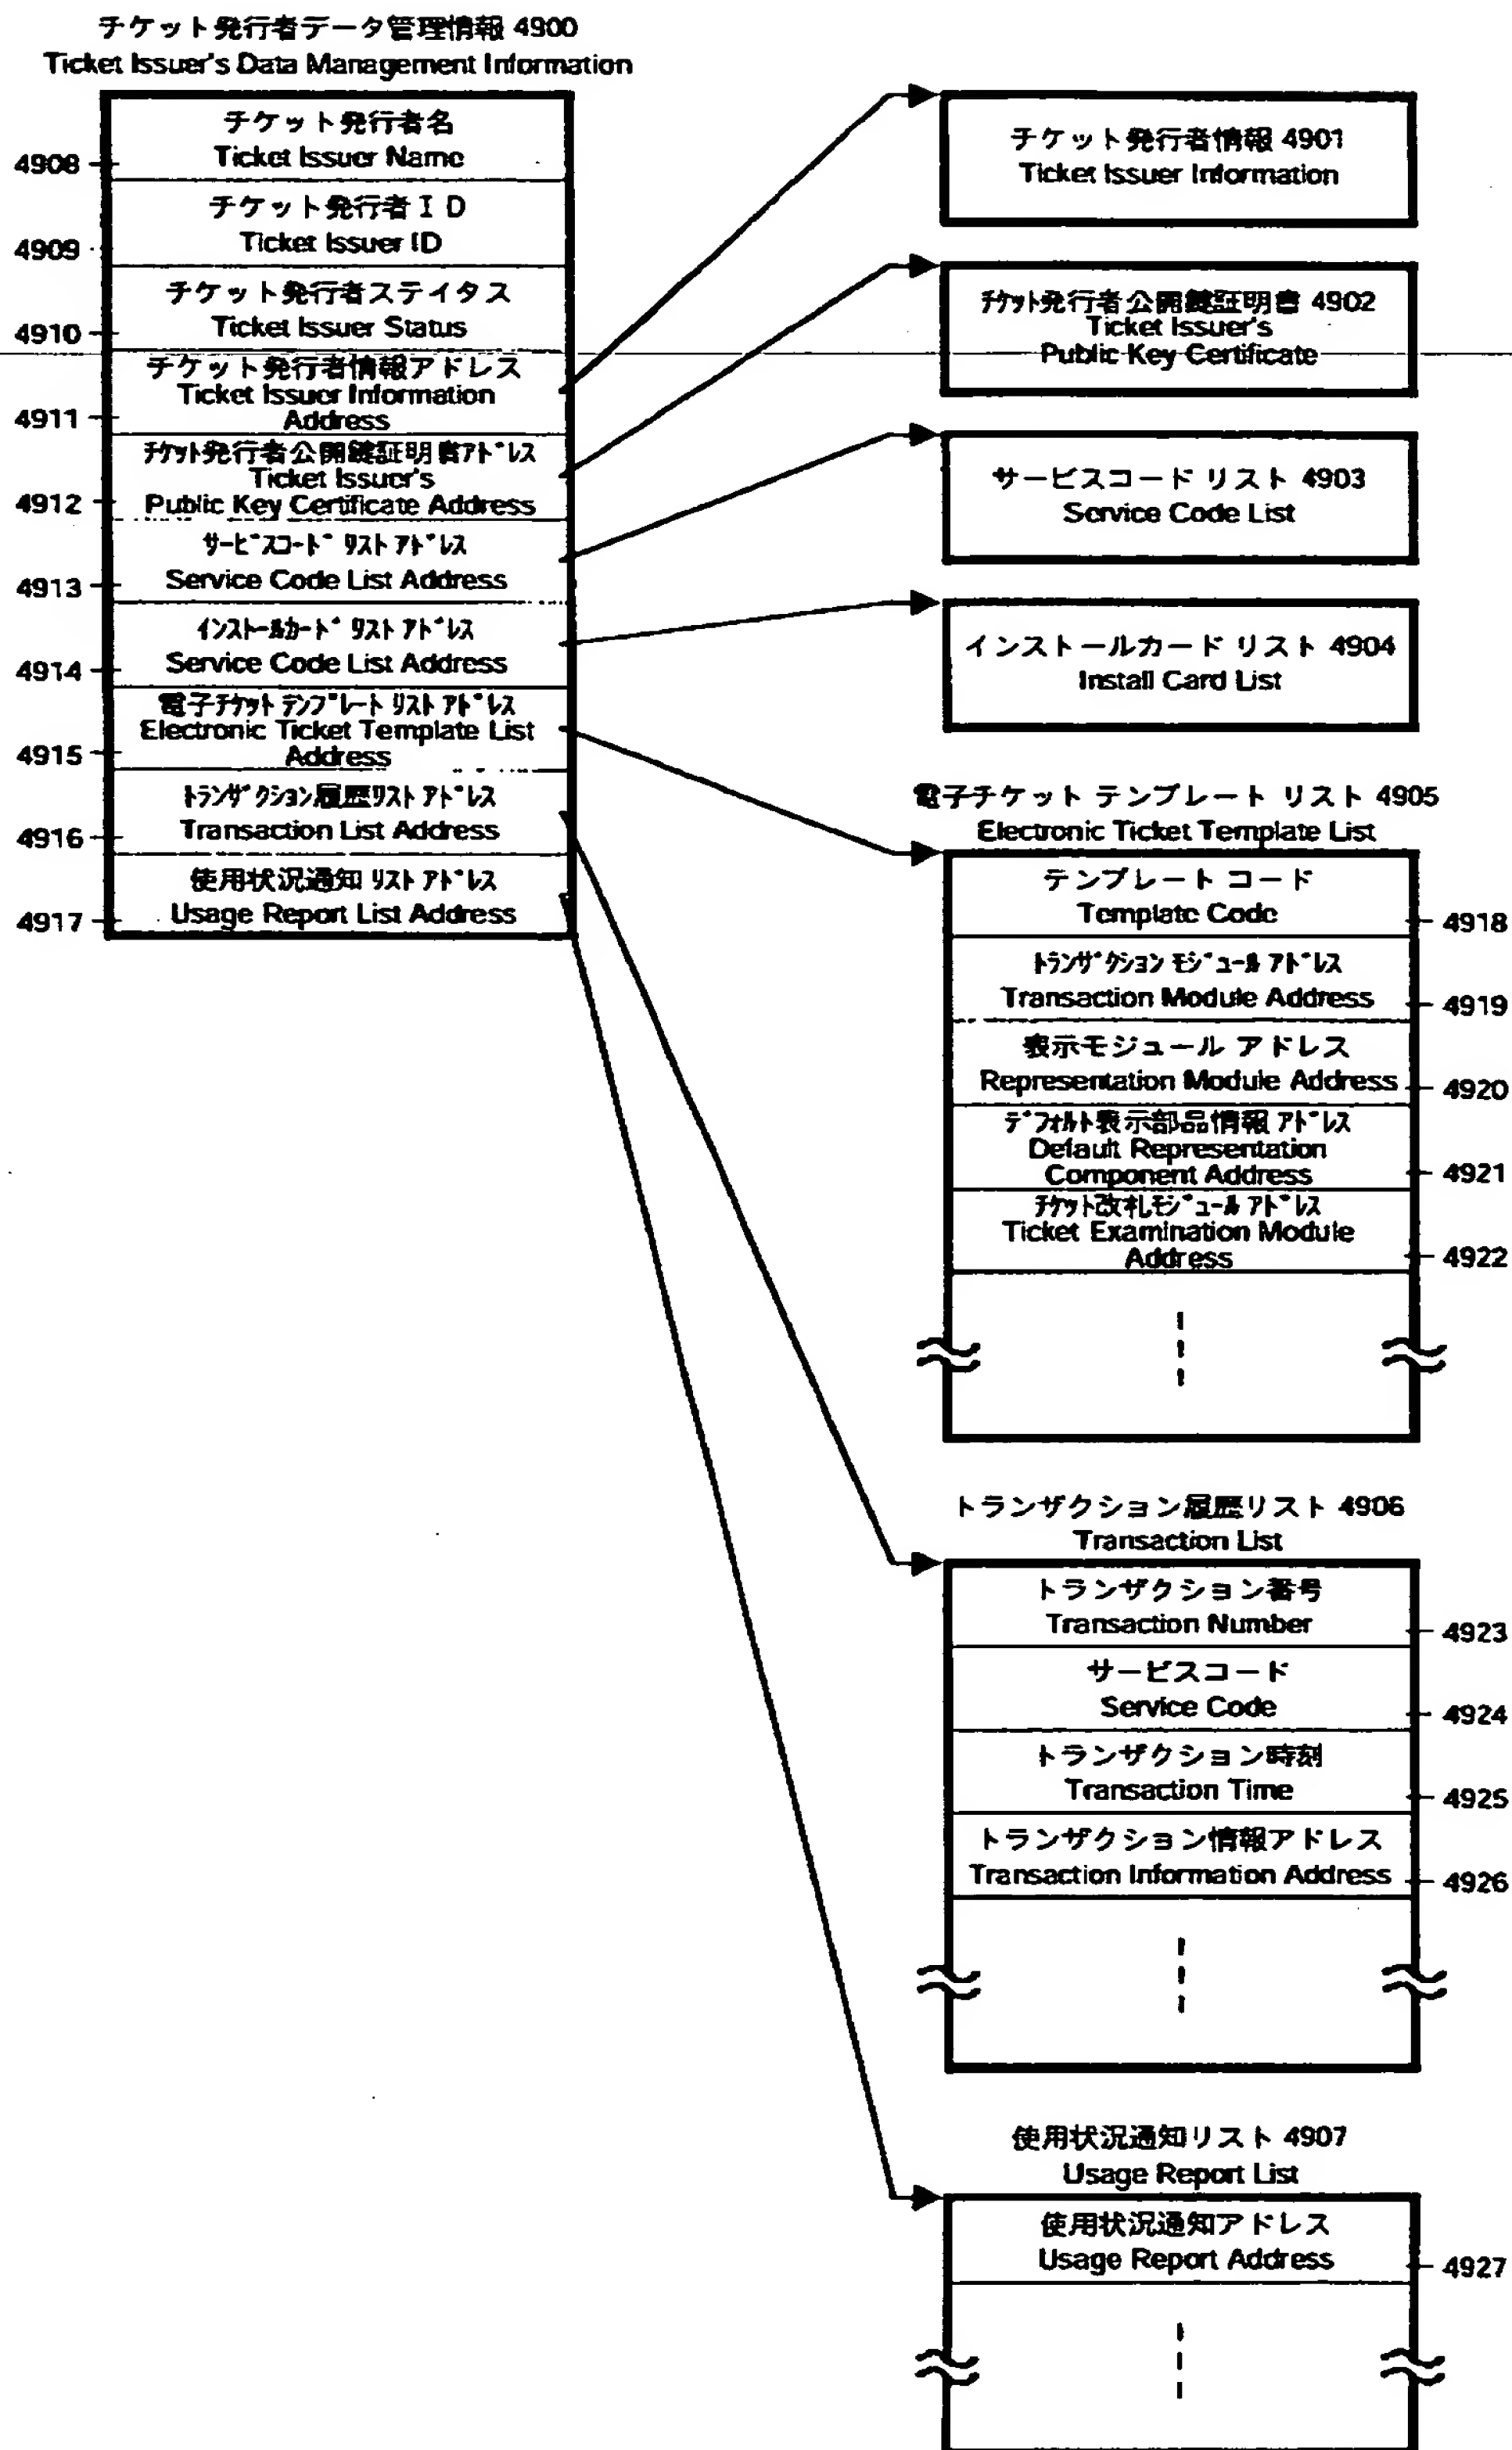 チケット発行者データ管理情報 4900
Ticket Issuer's Data Management Information
チケット発行者名
Ticket Issuer Name
4908
チケット発行者ＩＤ
Ticket Issuer ID
4909
チケット発行者ステイタス
Ticket Issuer Status
4910
チケット発行者情報アドレス
Ticket Issuer Information
Address
4911
ﾁｹｯﾄ発行者公開鍵証明書ｱﾄﾞﾚｽ
Ticket Issuer's
Public Key Certificate Address
4912
ｻｰﾋﾞｽｺｰﾄﾞ ﾘｽﾄ ｱﾄﾞﾚｽ
Service Code List Address
4913
ｲﾝｽﾄｰﾙｶｰﾄﾞ ﾘｽﾄ ｱﾄﾞﾚｽ
Service Code List Address
4914
電子ﾁｹｯﾄ ﾃﾝﾌﾟﾚｰﾄ ﾘｽﾄ ｱﾄﾞﾚｽ
Electronic Ticket Template List
Address
4915
ﾄﾗﾝｻﾞｸｼｮﾝ履歴ﾘｽﾄ ｱﾄﾞﾚｽ
Transaction List Address
4916
使用状況通知 ﾘｽﾄ ｱﾄﾞﾚｽ
Usage Report List Address
4917
チケット発行者情報 4901
Ticket Issuer Information
ﾁｹｯﾄ発行者公開鍵証明書 4902
Ticket Issuer's
Public Key Certificate
サービスコード リスト 4903
Service Code List
インストールカード リスト 4904
Install Card List
電子チケット テンプレート リスト 4905
Electronic Ticket Template List
テンプレート コード
Template Code
4918
ﾄﾗﾝｻﾞｸｼｮﾝ ﾓｼﾞｭｰﾙ ｱﾄﾞﾚｽ
Transaction Module Address
4919
表示モジュール アドレス
Representation Module Address
4920
ﾃﾞﾌｫﾙﾄ表示部品情報 ｱﾄﾞﾚｽ
Default Representation
Component Address
4921
ﾁｹｯﾄ改札ﾓｼﾞｭｰﾙ ｱﾄﾞﾚｽ
Ticket Examination Module
Address
4922
トランザクション履歴リスト 4906
Transaction List
トランザクション番号
Transaction Number
4923
サービスコード
Service Code
4924
トランザクション時刻
Transaction Time
4925
トランザクション情報アドレス
Transaction Information Address
4926
使用状況通知リスト 4907
Usage Report List
使用状況通知アドレス
Usage Report Address
4927